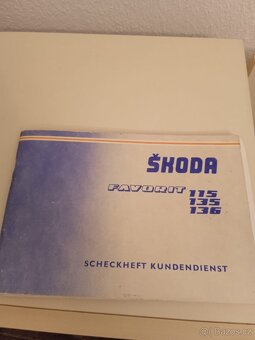 ŠKODA
FAVORIT 115
135
136
SCHECKHEFT KUNDENDIENST